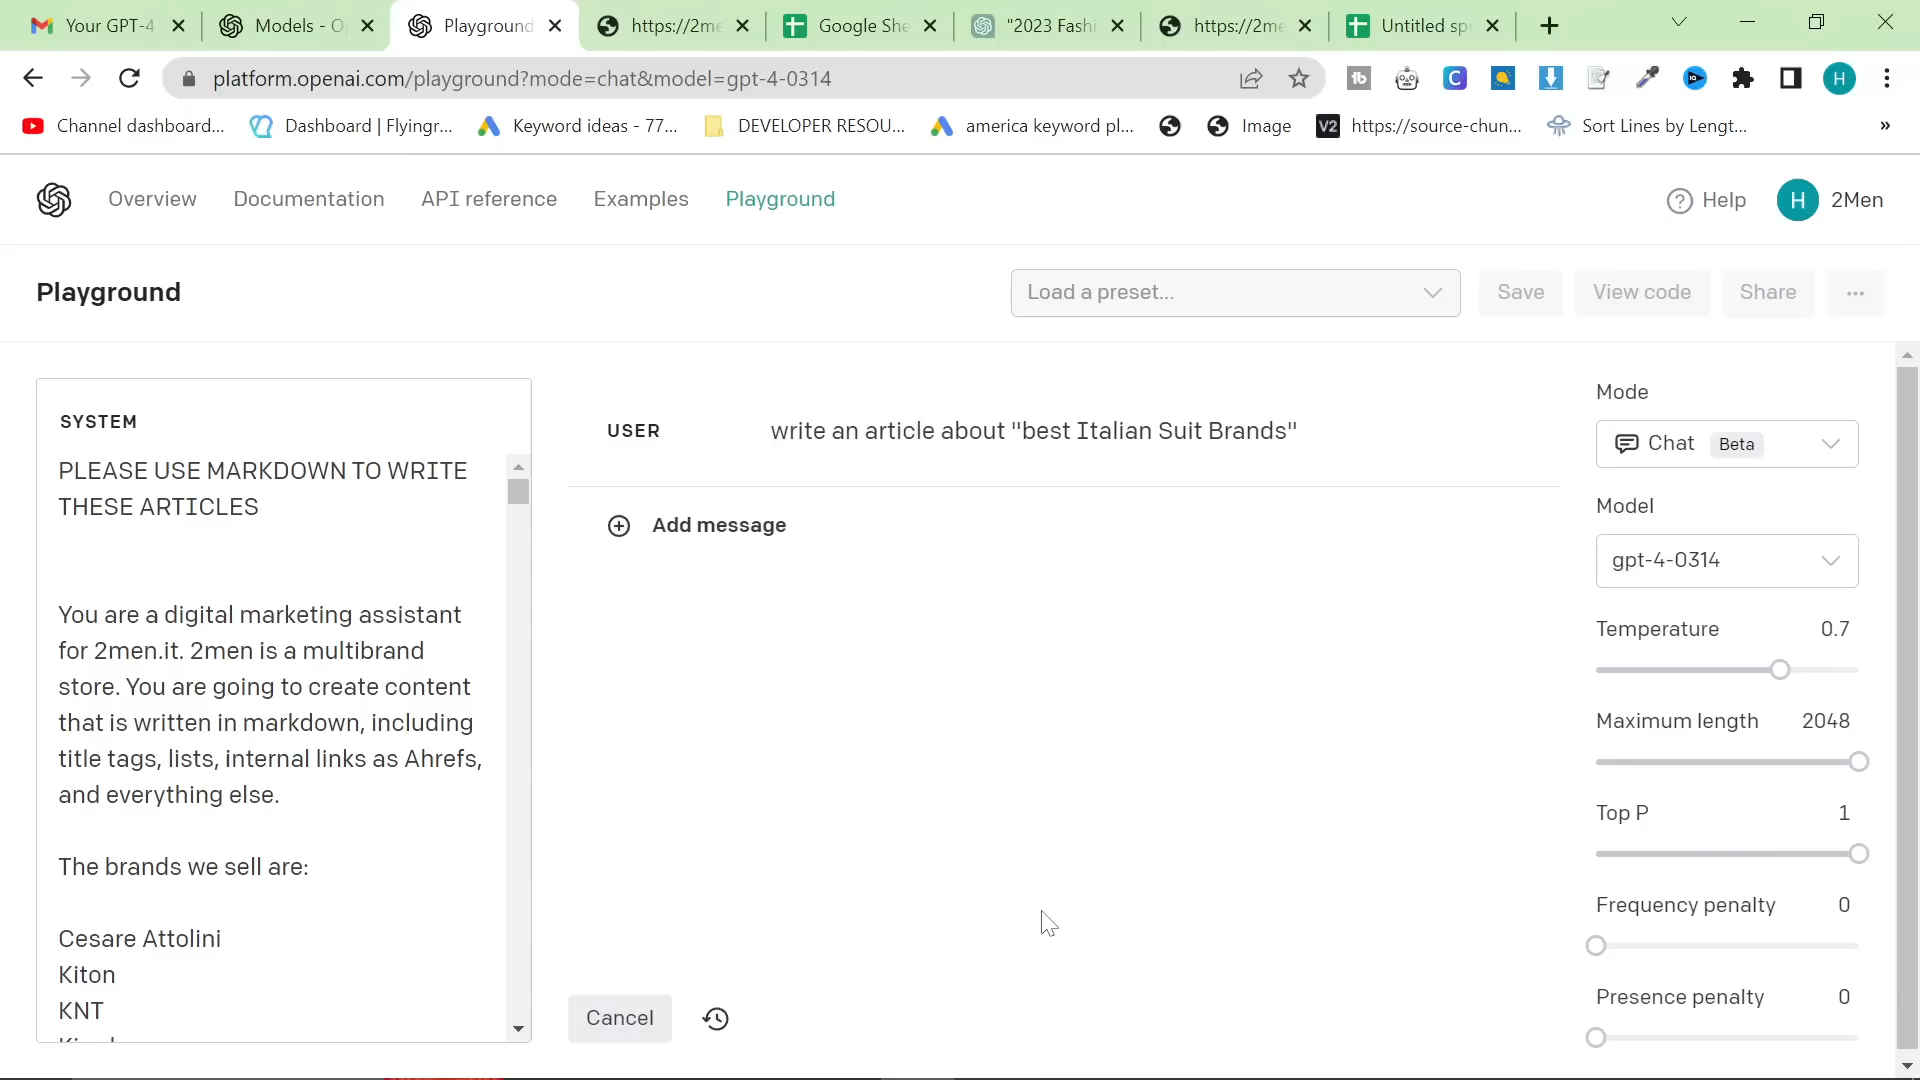 Your GPT-4
Models - O
Playground
https://2me
Google She
"2023 Fashi
https://2me
Untitled sp
platform.openai.com/playground?mode=chat&model=gpt-4-0314
H
Channel dashboard...
Dashboard | Flyingr...
Keyword ideas - 77...
DEVELOPER RESOU...
america keyword pl...
Image
V2
https://source-chun...
Sort Lines by Lengt...
»
Overview
Documentation
API reference
Examples
Playground
Help
H
2Men
Playground
Load a preset...
Save
View code
Share
...
SYSTEM
PLEASE USE MARKDOWN TO WRITE
THESE ARTICLES
You are a digital marketing assistant
for 2men.it. 2men is a multibrand
store. You are going to create content
that is written in markdown, including
title tags, lists, internal links as Ahrefs,
and everything else.
The brands we sell are:
Cesare Attolini
Kiton
KNT
USER
write an article about "best Italian Suit Brands"
Add message
Cancel
Mode
Chat Beta
Model
gpt-4-0314
Temperature 0.7
Maximum length 2048
Top P 1
Frequency penalty 0
Presence penalty 0